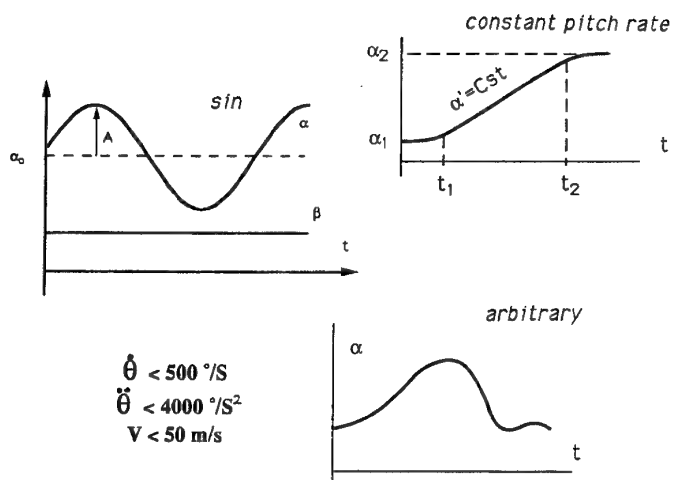 constant pitch rate
α₂
α'=Cst
α₁
t
t₁
t₂
sin
α
A
α₀
β
t
arbitrary
α
t
θ̇ < 500 °/S
θ̈ < 4000 °/S²
V < 50 m/s